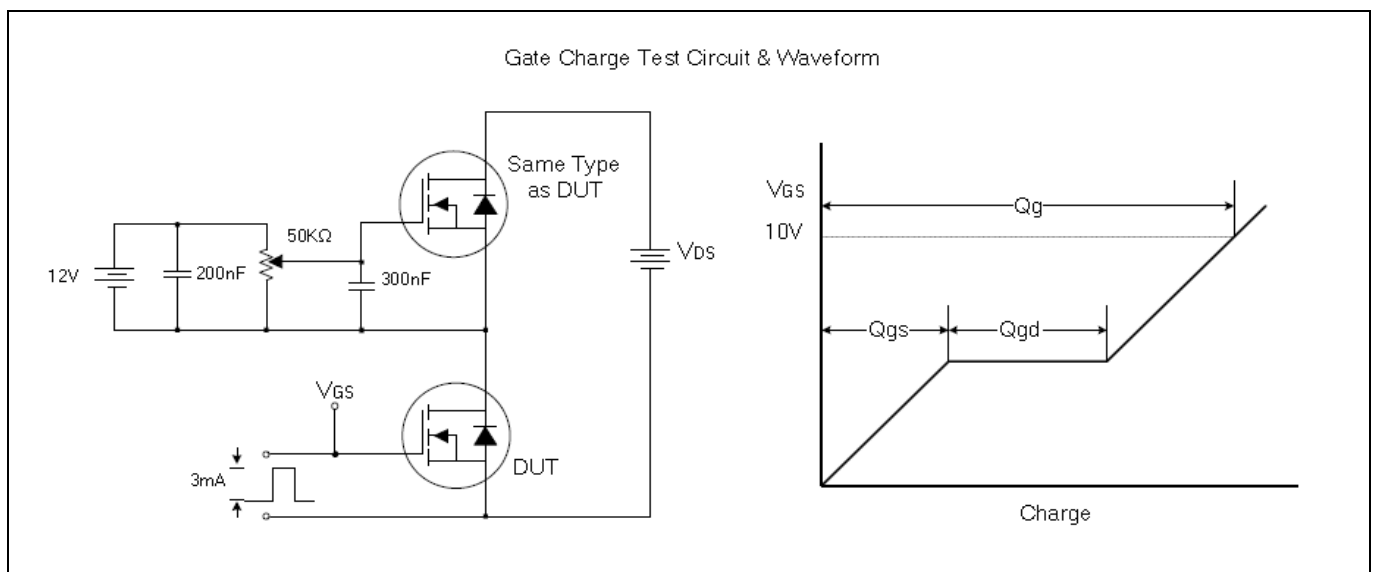 Gate Charge Test Circuit & Waveform
Same Type
as DUT
50KΩ
12V
200nF
300nF
VDS
VGS
DUT
3mA
VGS
10V
Qg
Qgs
Qgd
Charge